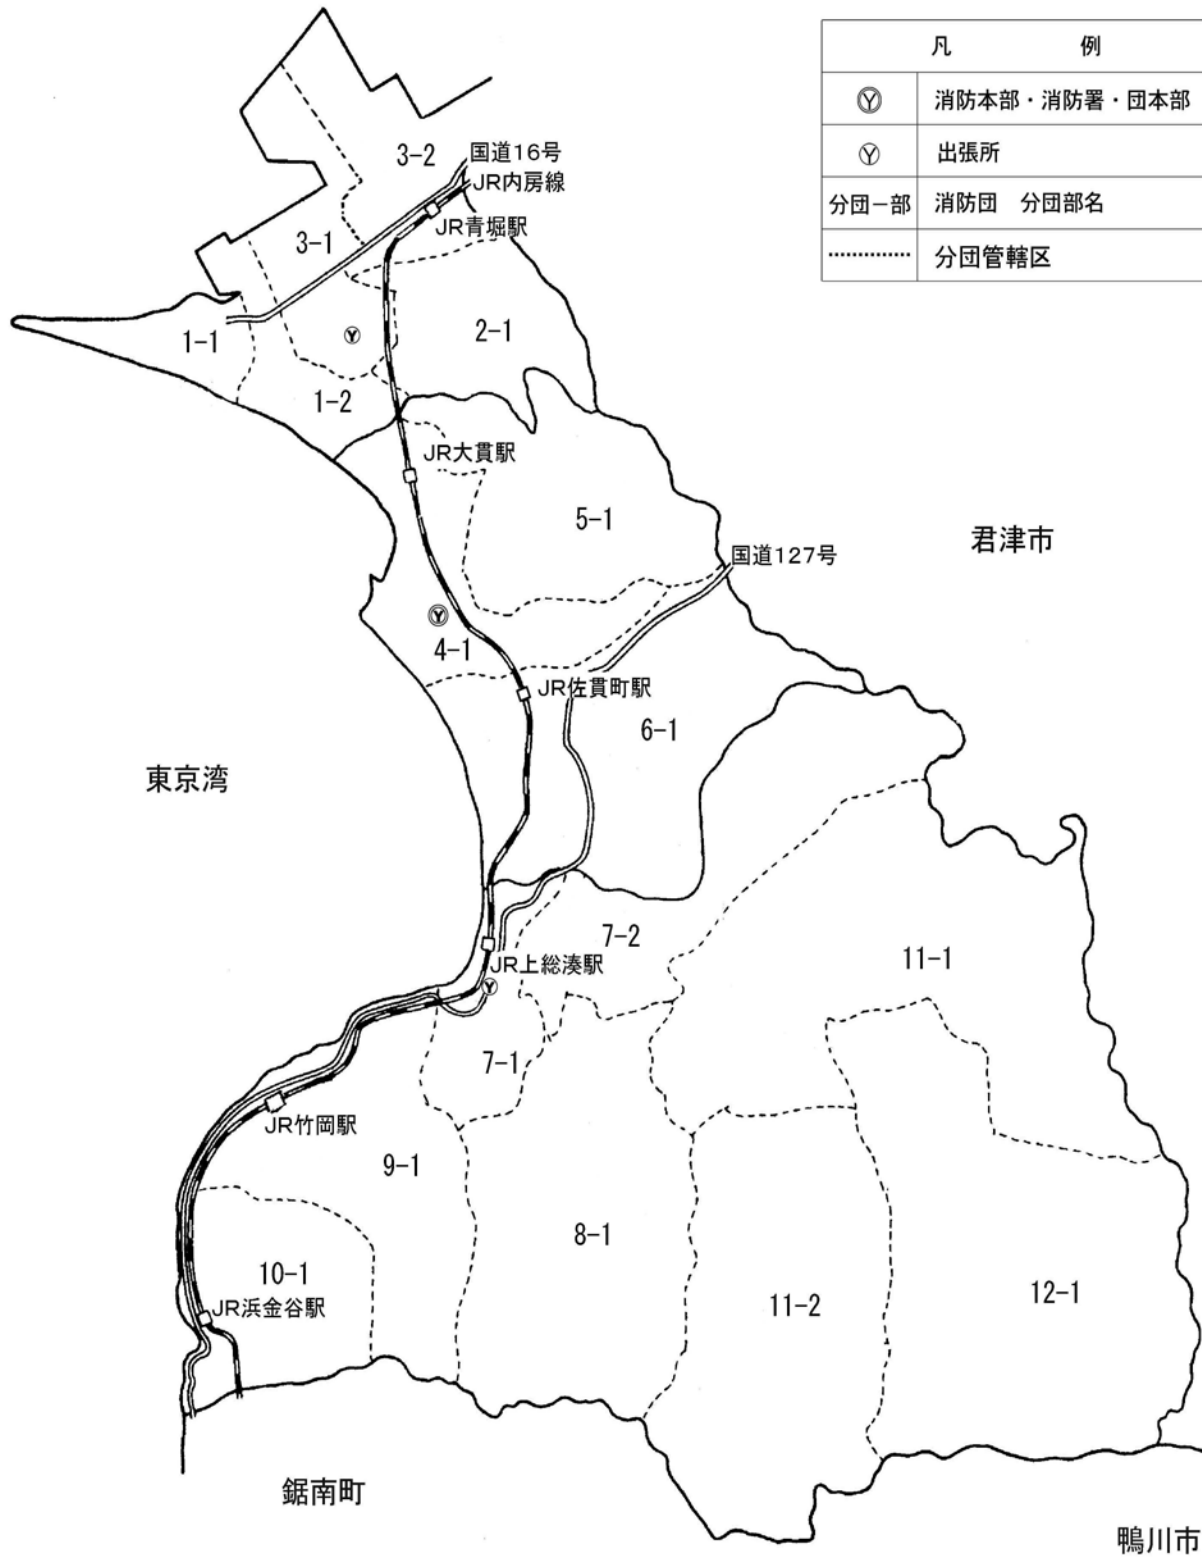 凡 例
Ⓨ 消防本部・消防署・団本部
Ⓨ 出張所
分団－部 消防団 分団部名
分団管轄区
3-2
国道16号
JR内房線
JR青堀駅
3-1
1-1
Ⓨ
2-1
1-2
JR大貫駅
5-1
君津市
国道127号
Ⓨ
4-1
JR佐貫町駅
6-1
東京湾
7-2
11-1
JR上総湊駅
Ⓨ
7-1
JR竹岡駅
9-1
8-1
10-1
12-1
11-2
JR浜金谷駅
鋸南町
鴨川市